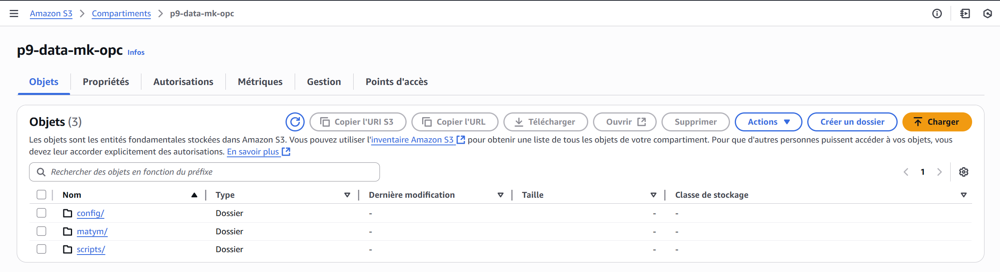 Amazon S3 > Compartiments > p9-data-mk-opc
p9-data-mk-opc Infos
Objets Propriétés Autorisations Métriques Gestion Points d'accès
Objets (3) Copier l'URI S3 Copier l'URL Télécharger Ouvrir Supprimer Actions Créer un dossier Charger
Les objets sont les entités fondamentales stockées dans Amazon S3. Vous pouvez utiliser l'inventaire Amazon S3 pour obtenir une liste de tous les objets de votre compartiment. Pour que d'autres personnes puissent accéder à vos objets, vous
devez leur accorder explicitement des autorisations. En savoir plus
Rechercher des objets en fonction du préfixe 1
Nom Type Dernière modification Taille Classe de stockage
config/ Dossier - - -
matym/ Dossier - - -
scripts/ Dossier - - -